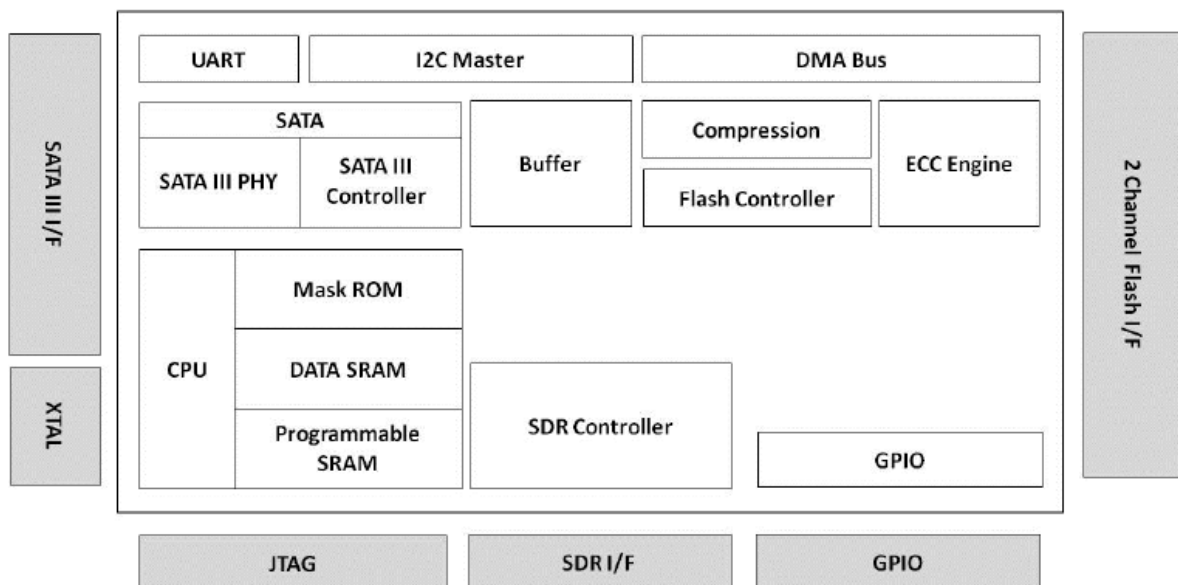 UART
I2C Master
DMA Bus
SATA
SATA III PHY
SATA III
Controller
Buffer
Compression
Flash Controller
ECC Engine
SATA III I/F
XTAL
CPU
Mask ROM
DATA SRAM
Programmable
SRAM
SDR Controller
GPIO
2 Channel Flash I/F
JTAG
SDR I/F
GPIO